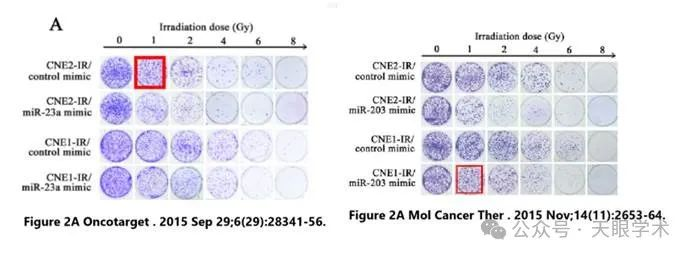 A
Irradiation dose (Gy)
0 1 2 4 6 8
CNE2-IR/
control mimic
CNE2-IR/
miR-23a mimic
CNE1-IR/
control mimic
CNE1-IR/
miR-23a mimic
Figure 2A Oncotarget . 2015 Sep 29;6(29):28341-56.
Irradiation dose (Gy)
0 1 2 4 6 8
CNE2-IR/
control mimic
CNE2-IR/
miR-203 mimic
CNE1-IR/
control mimic
CNE1-IR/
miR-203 mimic
Figure 2A Mol Cancer Ther . 2015 Nov;14(11):2653-64.
公众号 · 天眼学术